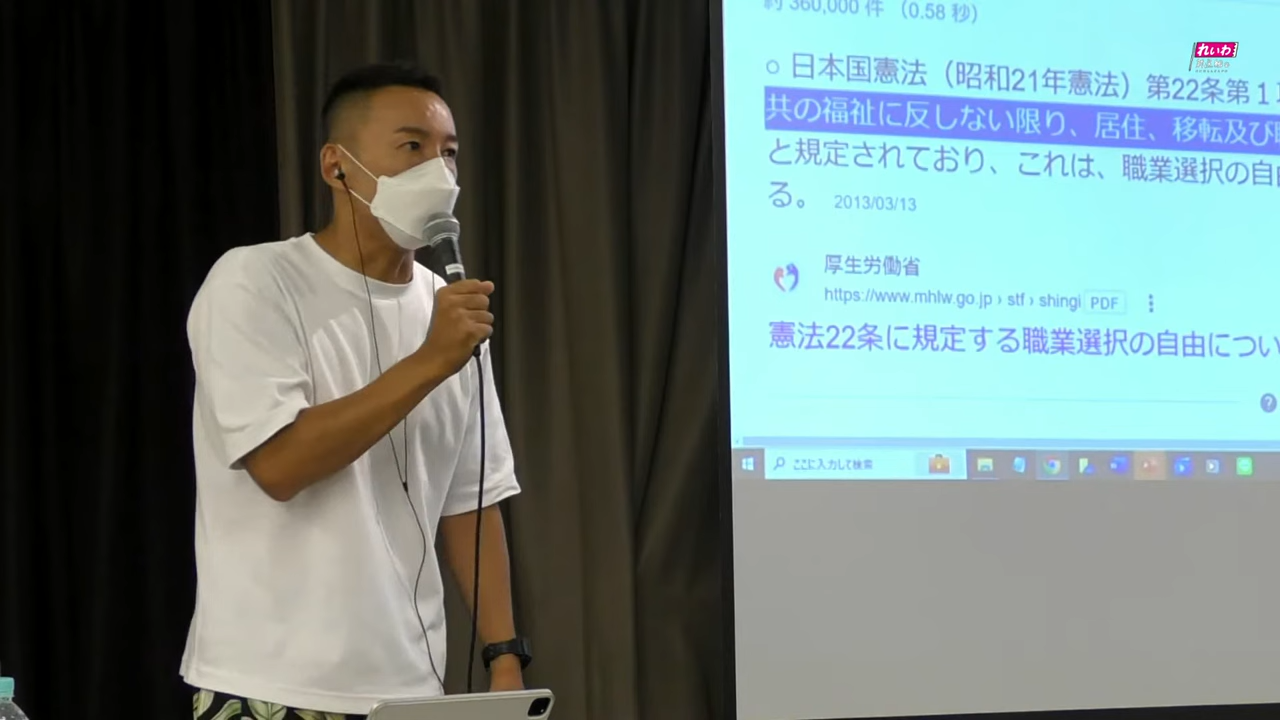 約 360,000 件 （0.58 秒）
れいわ
○ 日本国憲法（昭和21年憲法）第22条第１
共の福祉に反しない限り、居住、移転及び
と規定されており、これは、職業選択の自由
る。 2013/03/13
厚生労働省
https://www.mhlw.go.jp › stf › shingi PDF
憲法22条に規定する職業選択の自由につい
ここに入力して検索